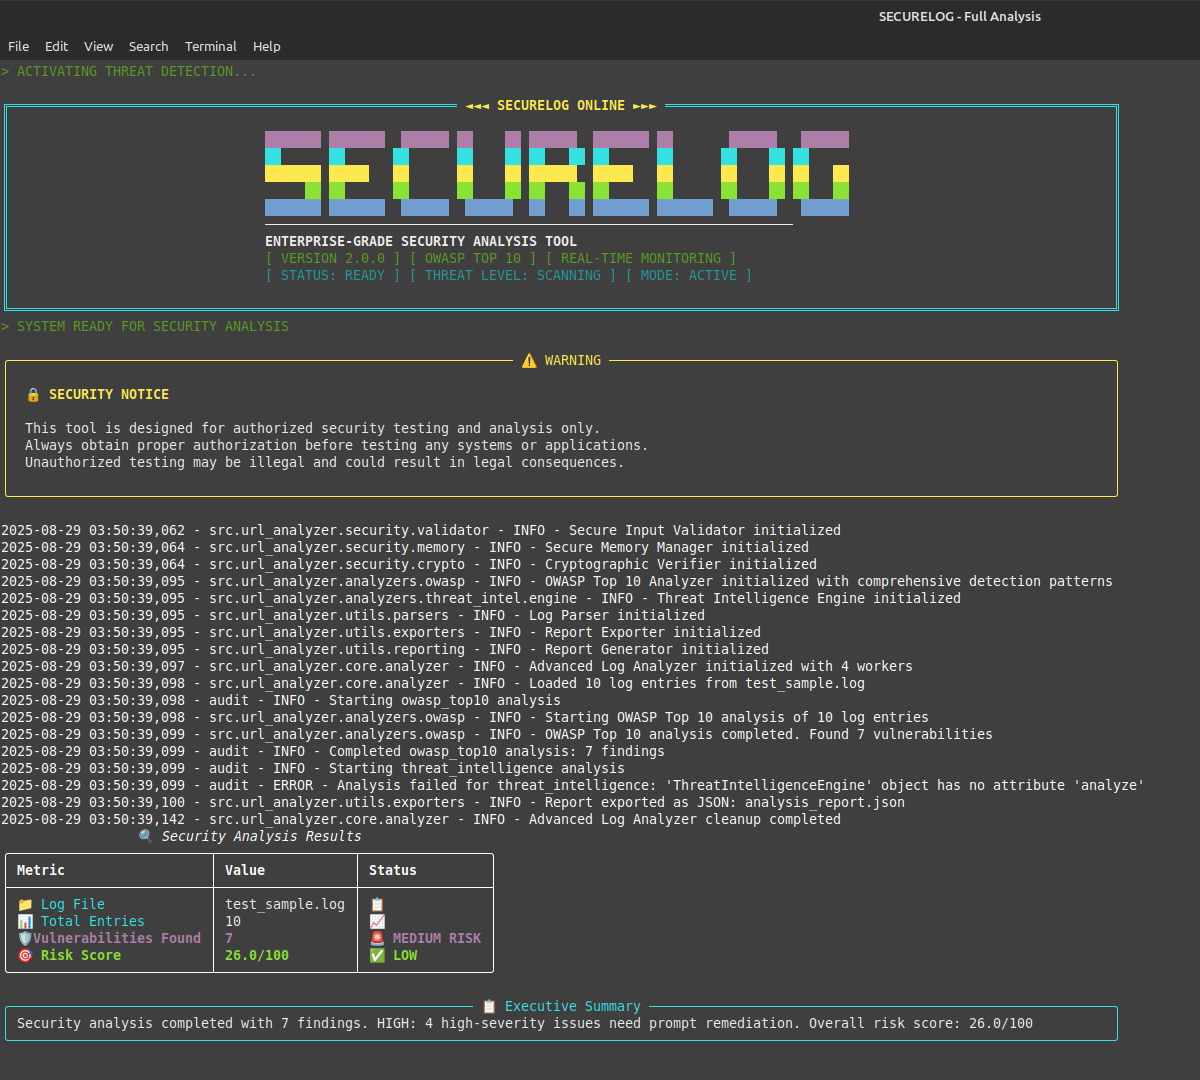 SECURELOG - Full Analysis
File Edit View Search Terminal Help
> ACTIVATING THREAT DETECTION...
◄◄◄ SECURELOG ONLINE ►►►
SECURELOG
ENTERPRISE-GRADE SECURITY ANALYSIS TOOL
[ VERSION 2.0.0 ] [ OWASP TOP 10 ] [ REAL-TIME MONITORING ]
[ STATUS: READY ] [ THREAT LEVEL: SCANNING ] [ MODE: ACTIVE ]
> SYSTEM READY FOR SECURITY ANALYSIS
⚠️ WARNING
🔒 SECURITY NOTICE
This tool is designed for authorized security testing and analysis only.
Always obtain proper authorization before testing any systems or applications.
Unauthorized testing may be illegal and could result in legal consequences.
2025-08-29 03:50:39,062 - src.url_analyzer.security.validator - INFO - Secure Input Validator initialized
2025-08-29 03:50:39,064 - src.url_analyzer.security.memory - INFO - Secure Memory Manager initialized
2025-08-29 03:50:39,064 - src.url_analyzer.security.crypto - INFO - Cryptographic Verifier initialized
2025-08-29 03:50:39,095 - src.url_analyzer.analyzers.owasp - INFO - OWASP Top 10 Analyzer initialized with comprehensive detection patterns
2025-08-29 03:50:39,095 - src.url_analyzer.analyzers.threat_intel.engine - INFO - Threat Intelligence Engine initialized
2025-08-29 03:50:39,095 - src.url_analyzer.utils.parsers - INFO - Log Parser initialized
2025-08-29 03:50:39,095 - src.url_analyzer.utils.exporters - INFO - Report Exporter initialized
2025-08-29 03:50:39,095 - src.url_analyzer.utils.reporting - INFO - Report Generator initialized
2025-08-29 03:50:39,097 - src.url_analyzer.core.analyzer - INFO - Advanced Log Analyzer initialized with 4 workers
2025-08-29 03:50:39,098 - src.url_analyzer.core.analyzer - INFO - Loaded 10 log entries from test_sample.log
2025-08-29 03:50:39,098 - audit - INFO - Starting owasp_top10 analysis
2025-08-29 03:50:39,098 - src.url_analyzer.analyzers.owasp - INFO - Starting OWASP Top 10 analysis of 10 log entries
2025-08-29 03:50:39,099 - src.url_analyzer.analyzers.owasp - INFO - OWASP Top 10 analysis completed. Found 7 vulnerabilities
2025-08-29 03:50:39,099 - audit - INFO - Completed owasp_top10 analysis: 7 findings
2025-08-29 03:50:39,099 - audit - INFO - Starting threat_intelligence analysis
2025-08-29 03:50:39,099 - audit - ERROR - Analysis failed for threat_intelligence: 'ThreatIntelligenceEngine' object has no attribute 'analyze'
2025-08-29 03:50:39,100 - src.url_analyzer.utils.exporters - INFO - Report exported as JSON: analysis_report.json
2025-08-29 03:50:39,142 - src.url_analyzer.core.analyzer - INFO - Advanced Log Analyzer cleanup completed
🔍 Security Analysis Results
Metric Value Status
📁 Log File test_sample.log 📋
📊 Total Entries 10 📈
🛡️Vulnerabilities Found 7 🚨 MEDIUM RISK
🎯 Risk Score 26.0/100 ✅ LOW
📋 Executive Summary
Security analysis completed with 7 findings. HIGH: 4 high-severity issues need prompt remediation. Overall risk score: 26.0/100